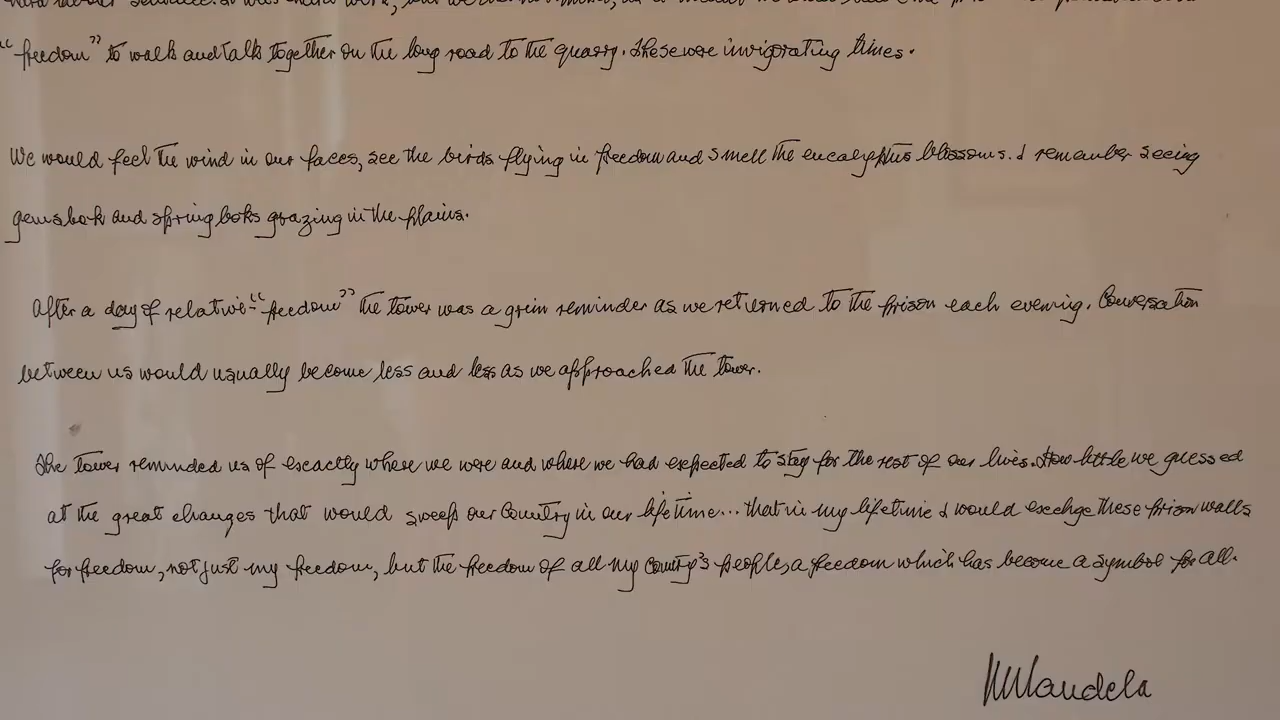 "freedom" to walk and talk together on the long road to the quarry. These were invigorating times.
We would feel the wind in our faces, see the birds flying in freedom and smell the eucalyptus blossoms. I remember seeing
gemsbok and springboks grazing in the plains.
After a day of relative "freedom" the tower was a grim reminder as we returned to the prison each evening. Conversation
between us would usually become less and less as we approached the tower.
The tower reminded us of excactly where we were and where we had expected to stay for the rest of our lives. How little we guessed
at the great changes that would sweep our Country in our lifetime... that in my lifetime I would exchge these prison walls
for freedom, not just my freedom, but the freedom of all my Country's people, a freedom which has become a symbol for all.
NMandela